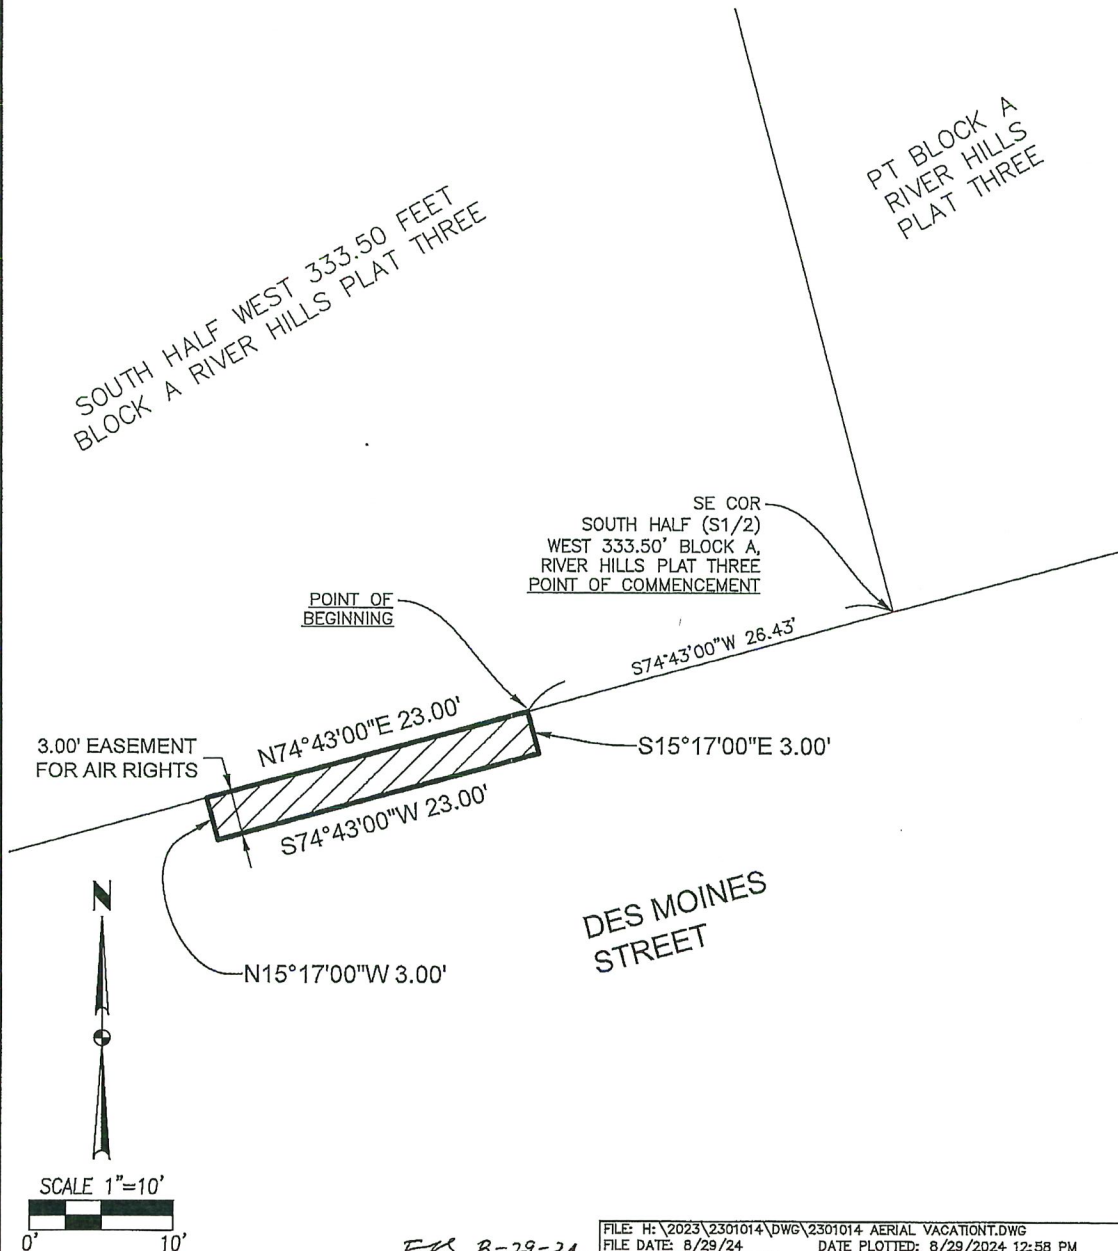 PT BLOCK A
RIVER HILLS
PLAT THREE
SOUTH HALF WEST 333.50 FEET
BLOCK A RIVER HILLS PLAT THREE
SE COR
SOUTH HALF (S1/2)
WEST 333.50' BLOCK A,
RIVER HILLS PLAT THREE
POINT OF COMMENCEMENT
POINT OF
BEGINNING
S74°43'00"W 26.43'
N74°43'00"E 23.00'
3.00' EASEMENT
FOR AIR RIGHTS
S15°17'00"E 3.00'
S74°43'00"W 23.00'
DES MOINES
STREET
N
N15°17'00"W 3.00'
SCALE 1"=10'
0' 10'
8-29-24
FILE: H:\2023\2301014\DWG\2301014 AERIAL VACATIONT.DWG
FILE DATE: 8/29/24 DATE PLOTTED: 8/29/2024 12:58 PM